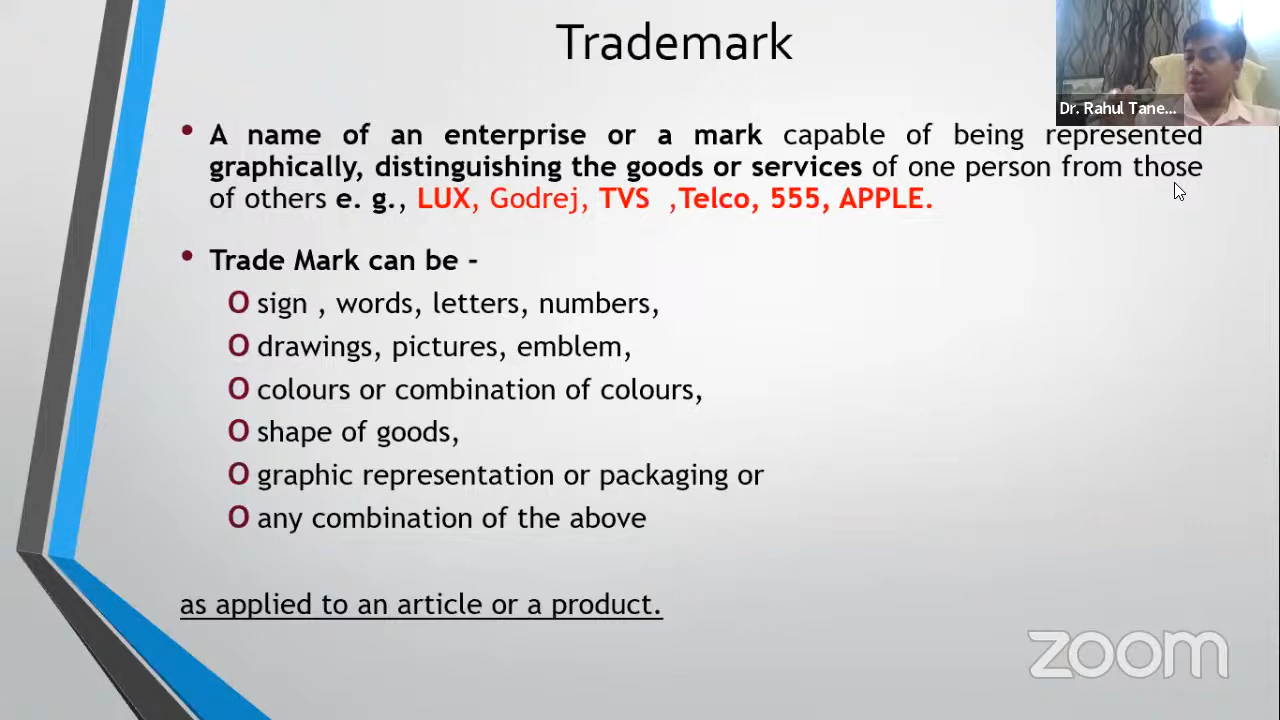 Trademark
Dr. Rahul Tane...
• A name of an enterprise or a mark capable of being represented
graphically, distinguishing the goods or services of one person from those
of others e. g., LUX, Godrej, TVS ,Telco, 555, APPLE.
• Trade Mark can be -
O sign , words, letters, numbers,
O drawings, pictures, emblem,
O colours or combination of colours,
O shape of goods,
O graphic representation or packaging or
O any combination of the above
as applied to an article or a product.
zoom